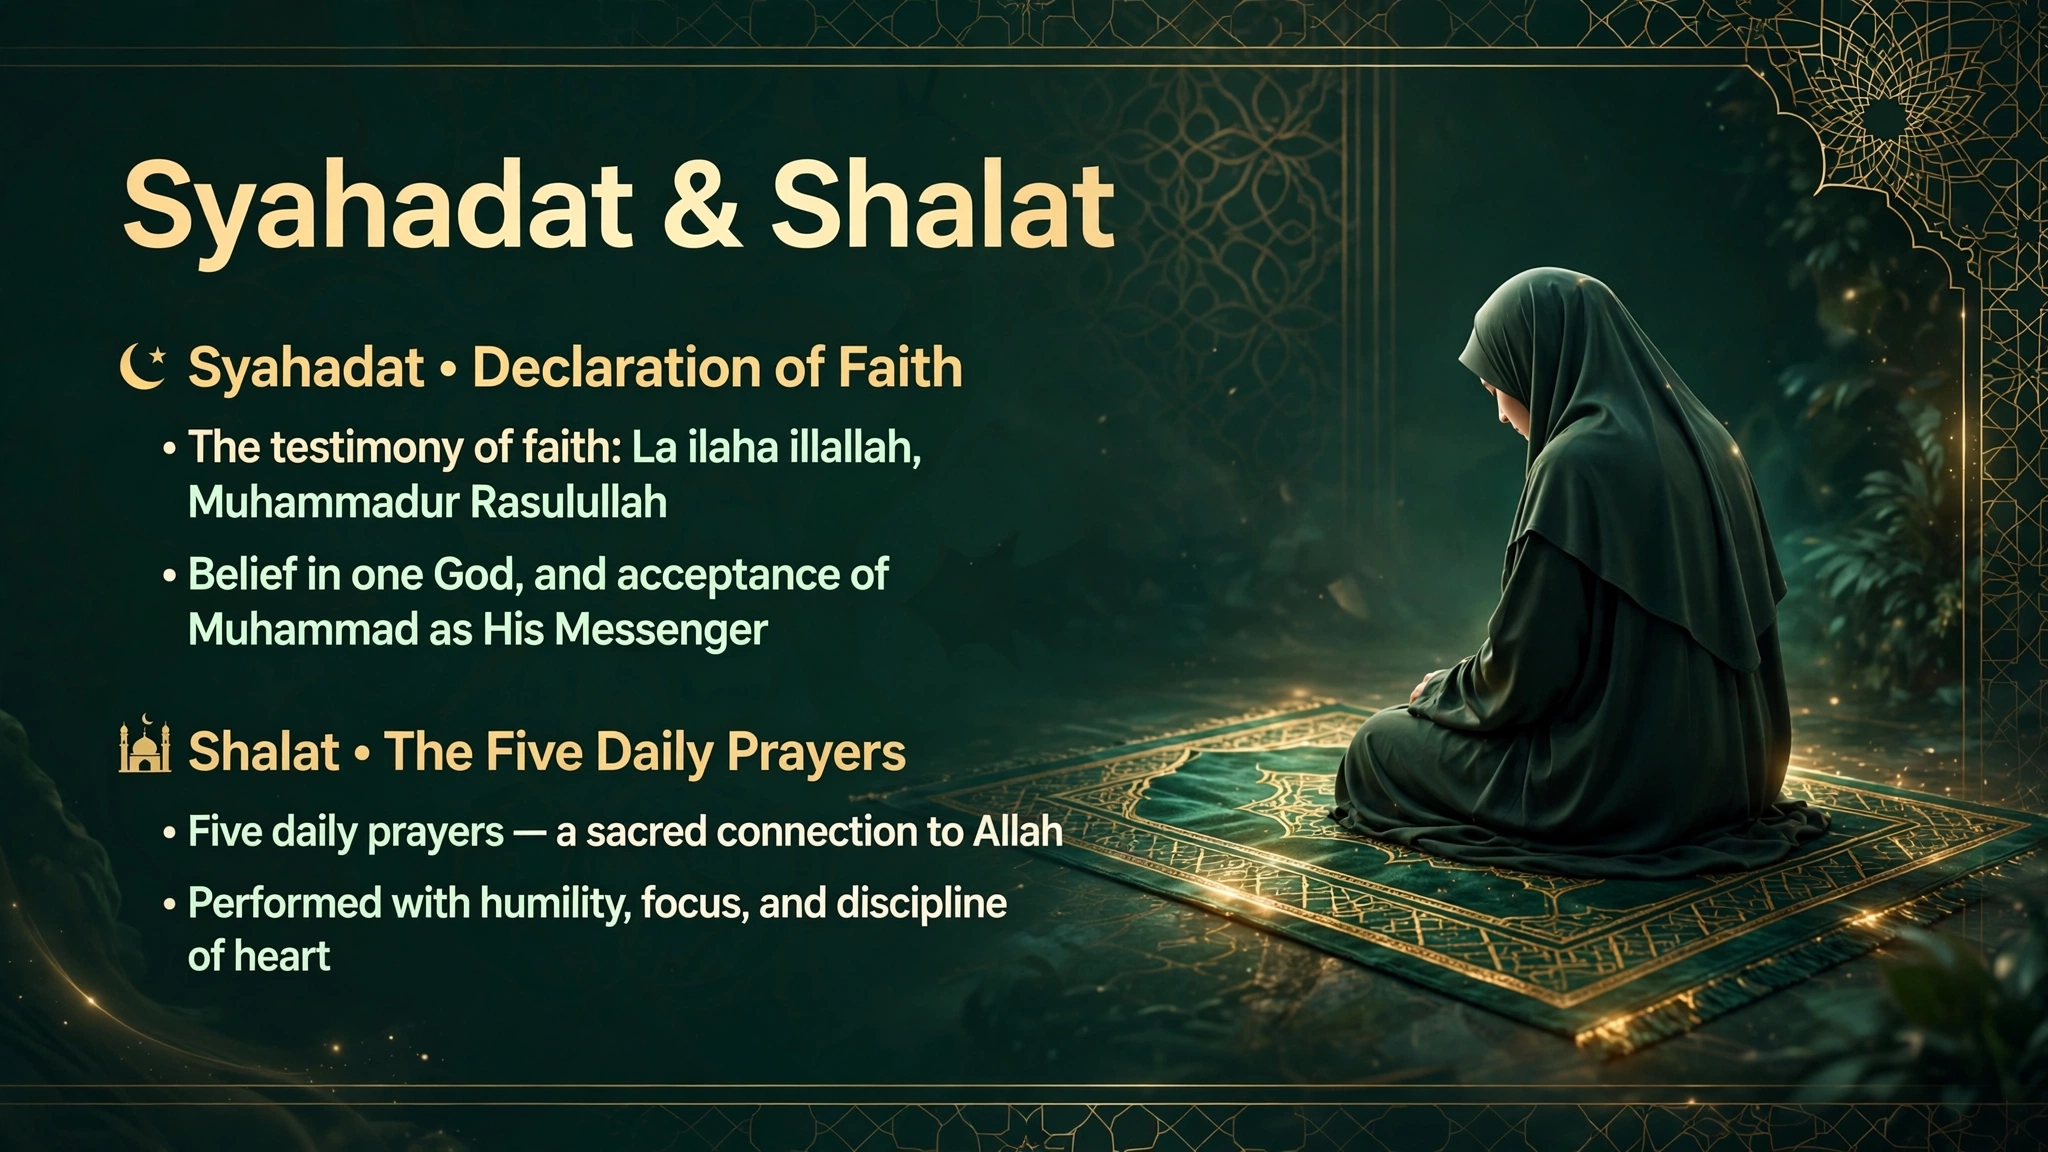 Syahadat & Shalat
Syahadat • Declaration of Faith
• The testimony of faith: La ilaha illallah,
Muhammadur Rasulullah
• Belief in one God, and acceptance of
Muhammad as His Messenger
Shalat • The Five Daily Prayers
• Five daily prayers — a sacred connection to Allah
• Performed with humility, focus, and discipline
of heart